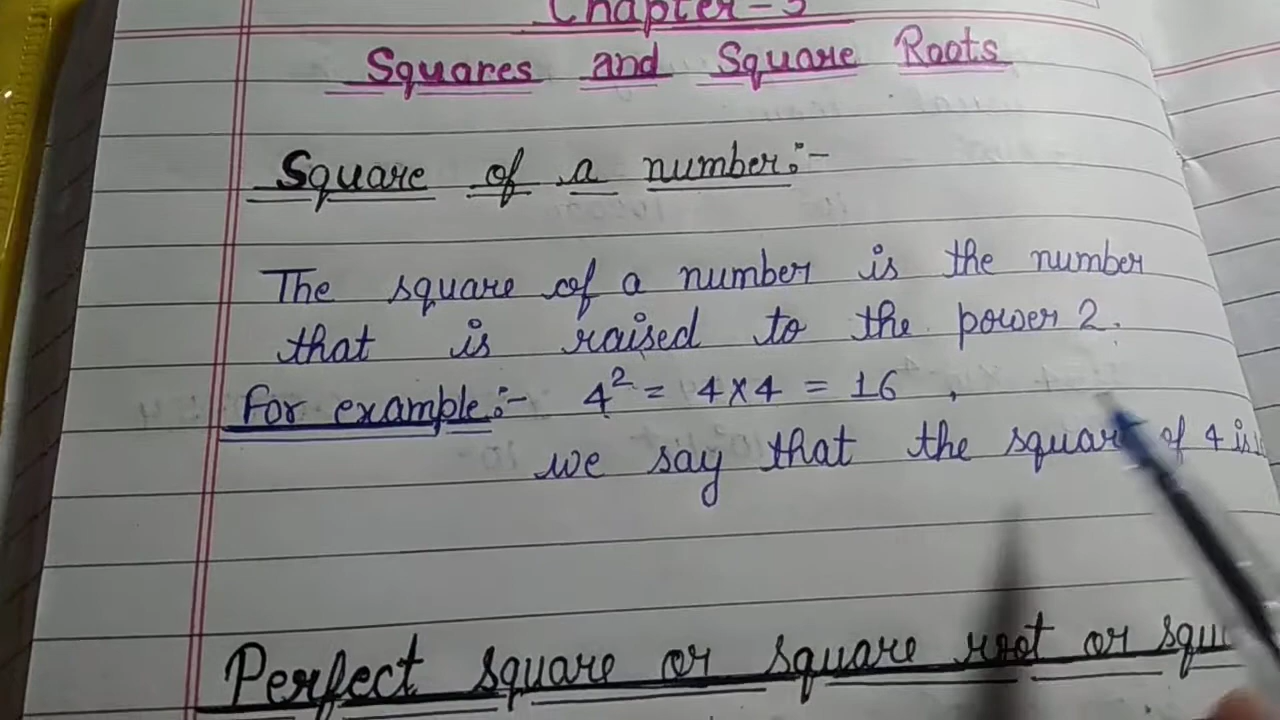 Chapter-3
Squares and Square Roots
Square of a number:-
The square of a number is the number
that is raised to the power 2.
For example:- 4² = 4×4 = 16 ,
we say that the square of 4 is
Perfect square or square root or